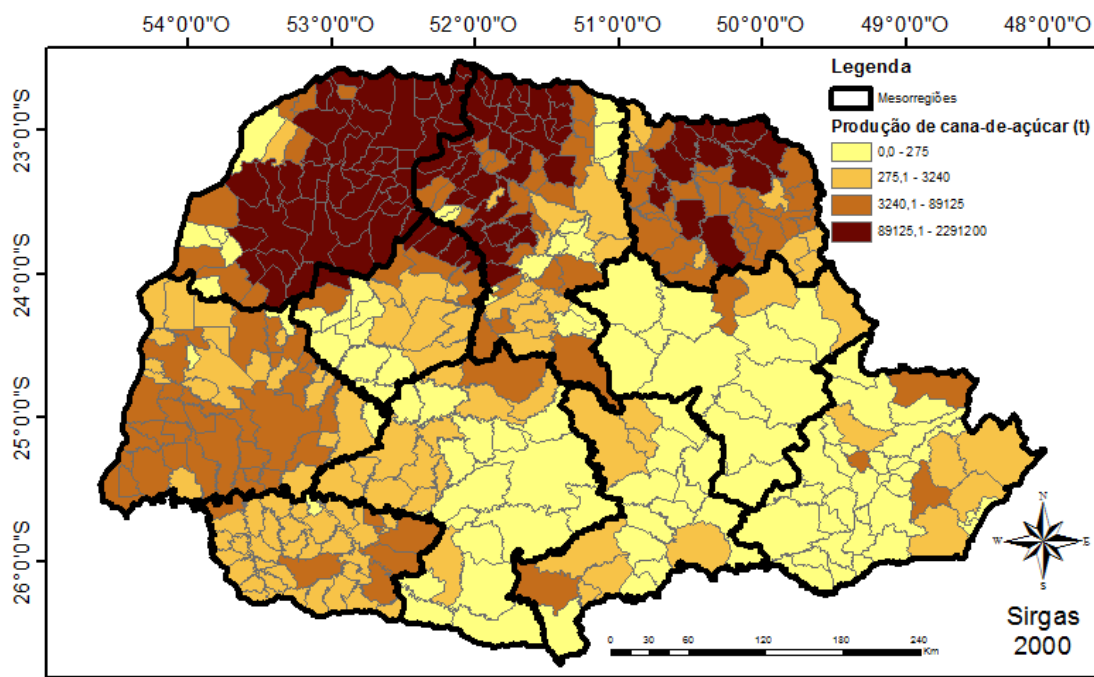 54°0'0"O 53°0'0"O 52°0'0"O 51°0'0"O 50°0'0"O 49°0'0"O 48°0'0"O
23°0'0"S
24°0'0"S
25°0'0"S
26°0'0"S
Legenda
Mesorregiões
Produção de cana-de-açúcar (t)
0,0 - 275
275,1 - 3240
3240,1 - 89125
89125,1 - 2291200
N
W E
S
Sirgas
2000
0 30 60 120 180 240
Km